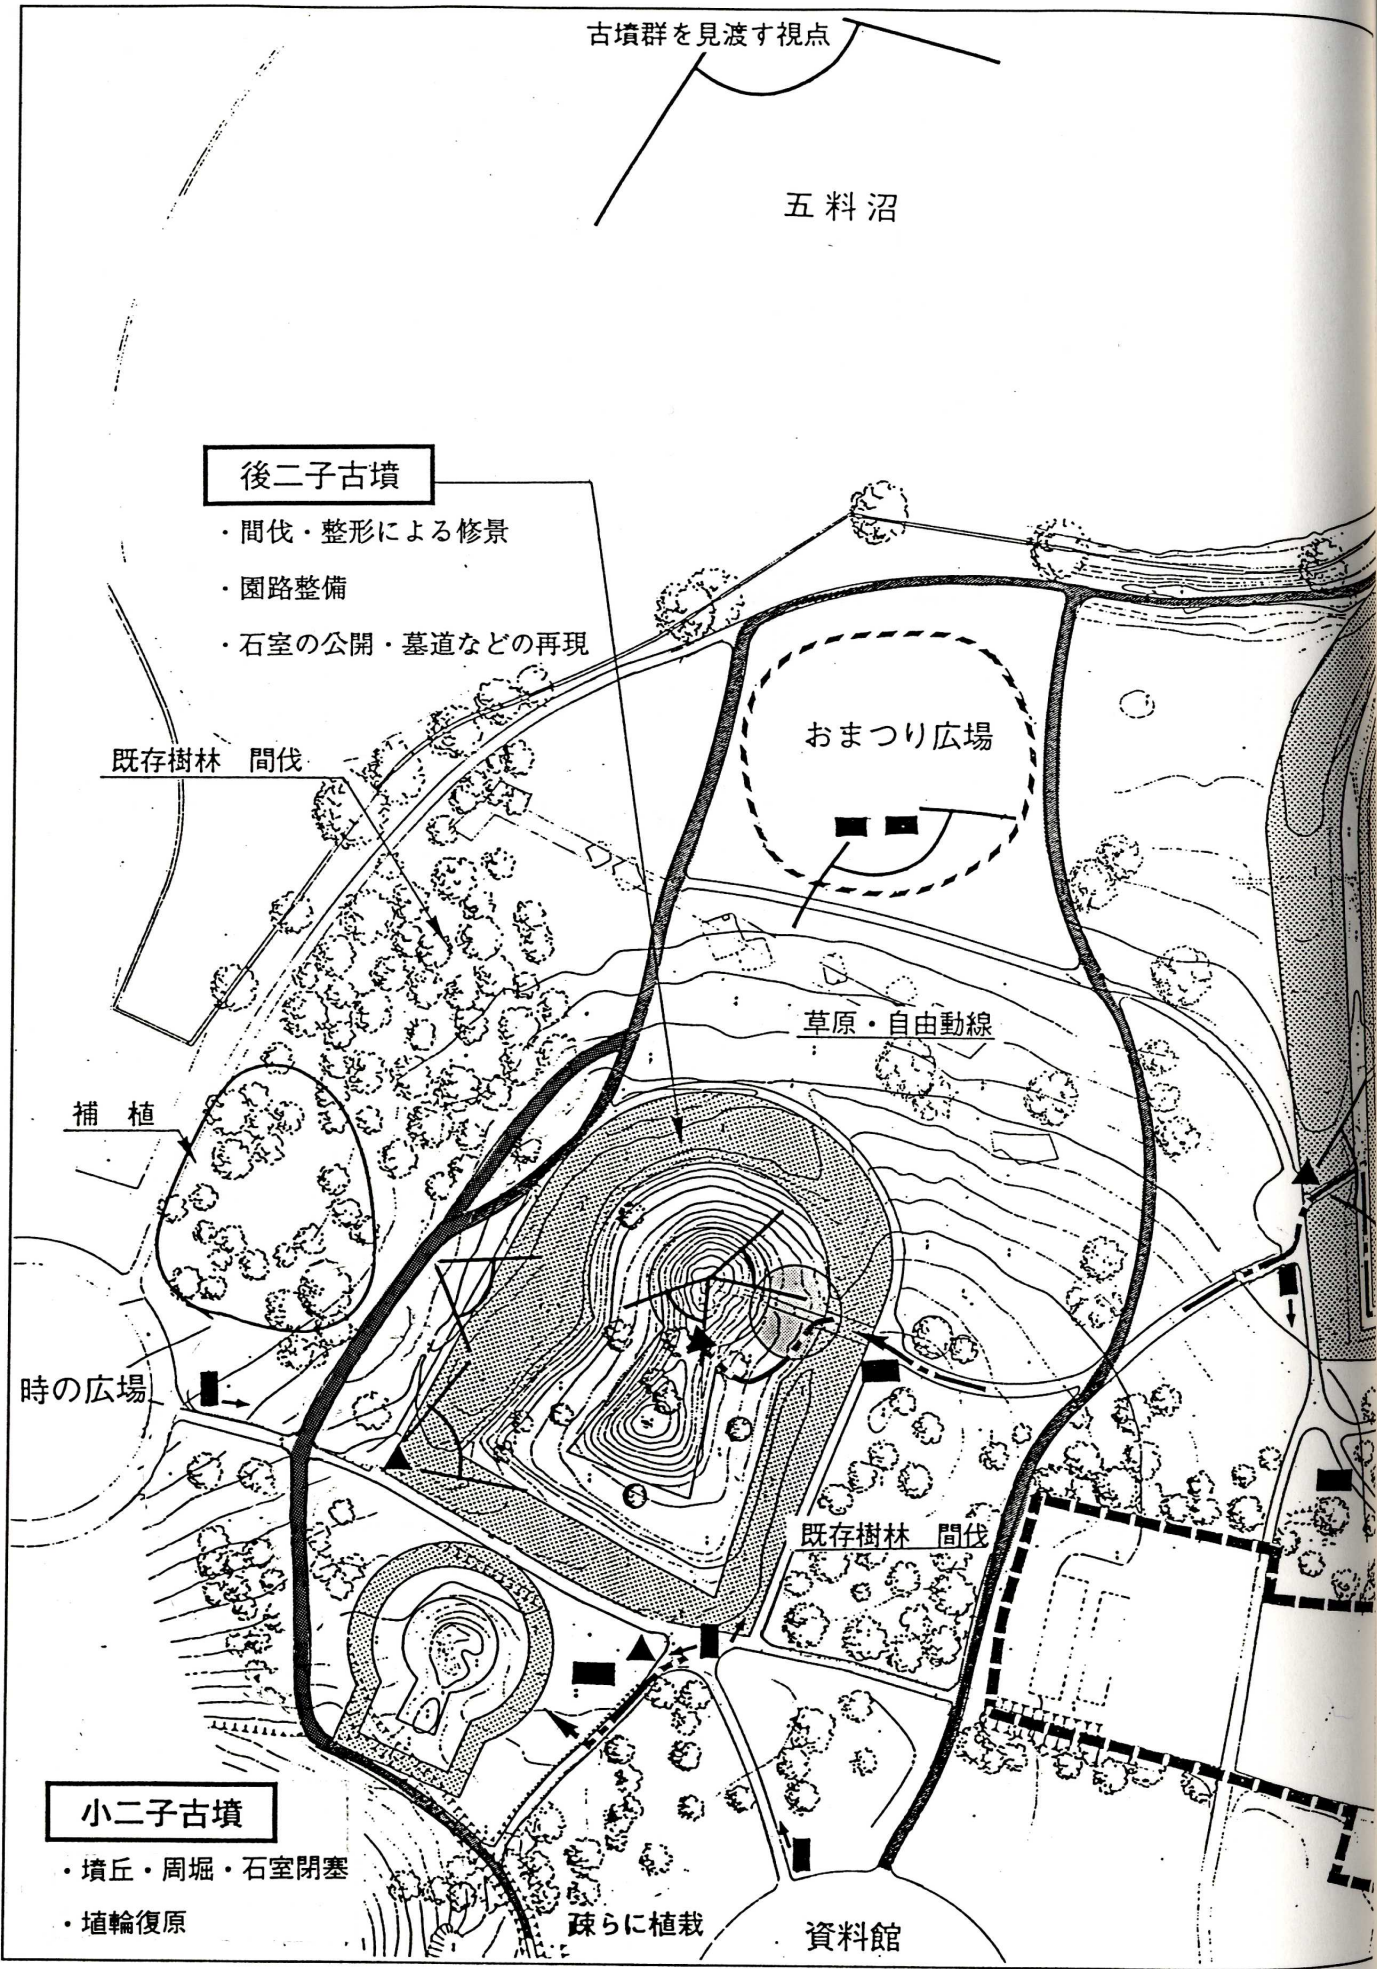 古墳群を見渡す視点
五料沼
後二子古墳
・間伐・整形による修景
・園路整備
・石室の公開・墓道などの再現
既存樹林 間伐
おまつり広場
草原・自由動線
補植
時の広場
既存樹林 間伐
小二子古墳
・墳丘・周堀・石室閉塞
・埴輪復原
疎らに植栽
資料館